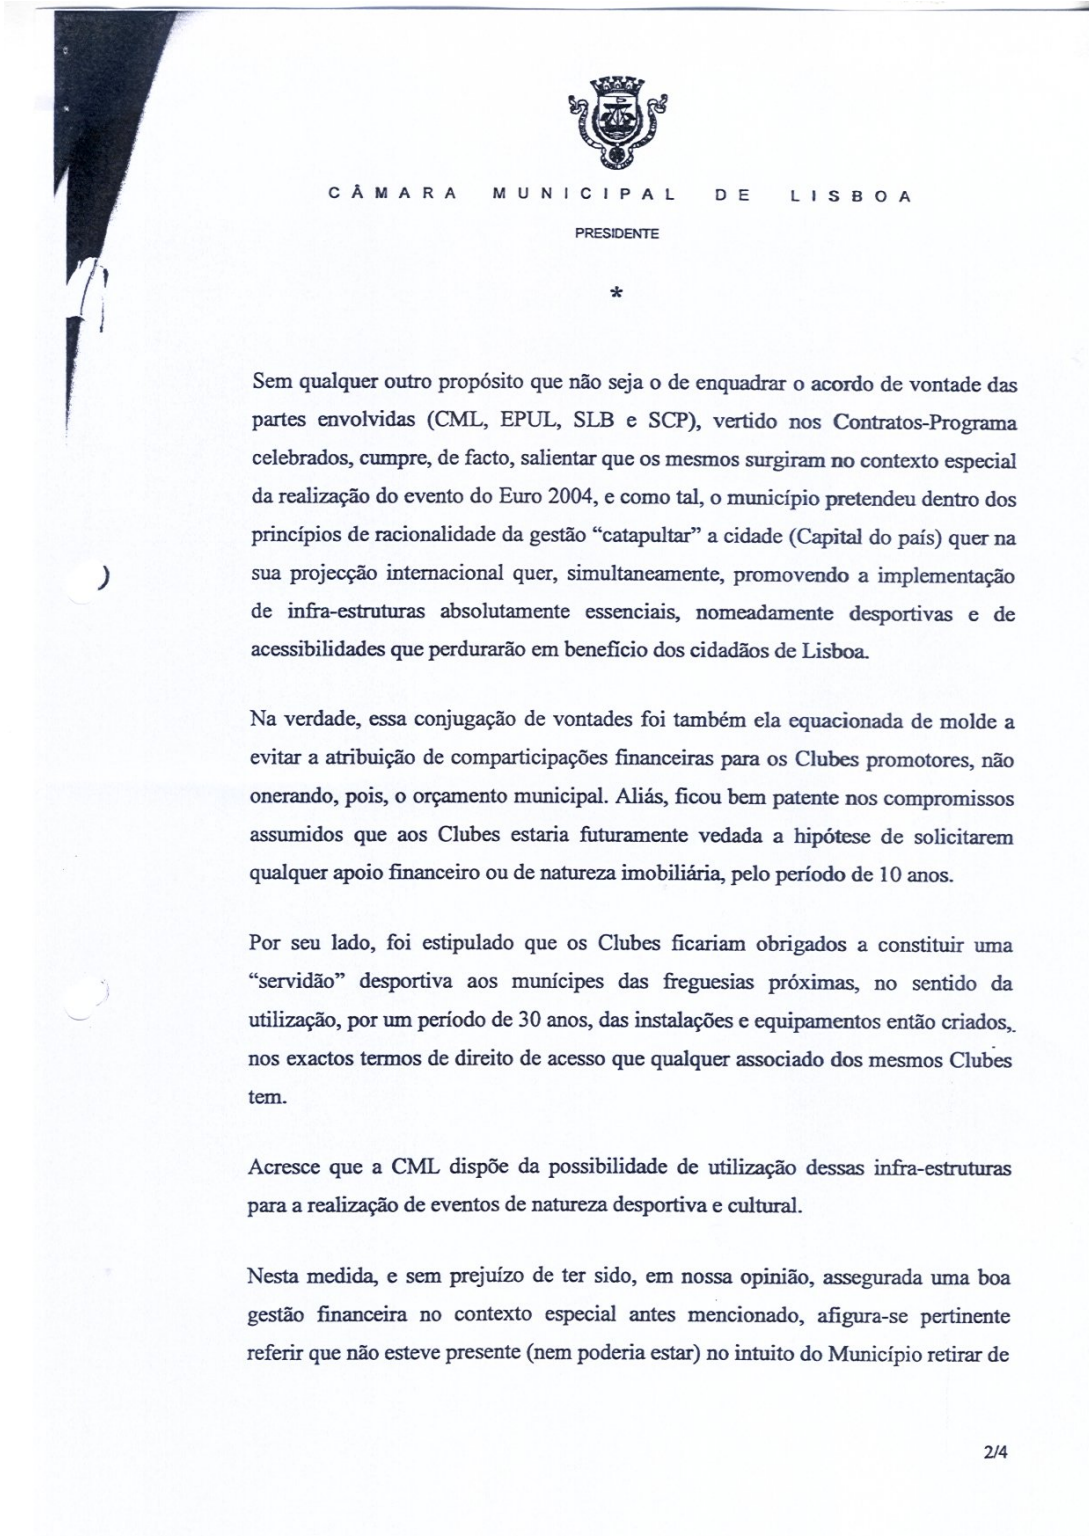 CÂMARA MUNICIPAL DE LISBOA
PRESIDENTE
*
Sem qualquer outro propósito que não seja o de enquadrar o acordo de vontade das
partes envolvidas (CML, EPUL, SLB e SCP), vertido nos Contratos-Programa
celebrados, cumpre, de facto, salientar que os mesmos surgiram no contexto especial
da realização do evento do Euro 2004, e como tal, o município pretendeu dentro dos
princípios de racionalidade da gestão “catapultar” a cidade (Capital do país) quer na
sua projecção internacional quer, simultaneamente, promovendo a implementação
de infra-estruturas absolutamente essenciais, nomeadamente desportivas e de
acessibilidades que perdurarão em benefício dos cidadãos de Lisboa.
Na verdade, essa conjugação de vontades foi também ela equacionada de molde a
evitar a atribuição de comparticipações financeiras para os Clubes promotores, não
onerando, pois, o orçamento municipal. Aliás, ficou bem patente nos compromissos
assumidos que aos Clubes estaria futuramente vedada a hipótese de solicitarem
qualquer apoio financeiro ou de natureza imobiliária, pelo período de 10 anos.
Por seu lado, foi estipulado que os Clubes ficariam obrigados a constituir uma
“servidão” desportiva aos munícipes das freguesias próximas, no sentido da
utilização, por um período de 30 anos, das instalações e equipamentos então criados,
nos exactos termos de direito de acesso que qualquer associado dos mesmos Clubes
tem.
Acresce que a CML dispõe da possibilidade de utilização dessas infra-estruturas
para a realização de eventos de natureza desportiva e cultural.
Nesta medida, e sem prejuízo de ter sido, em nossa opinião, assegurada uma boa
gestão financeira no contexto especial antes mencionado, afigura-se pertinente
referir que não esteve presente (nem poderia estar) no intuito do Município retirar de
2/4